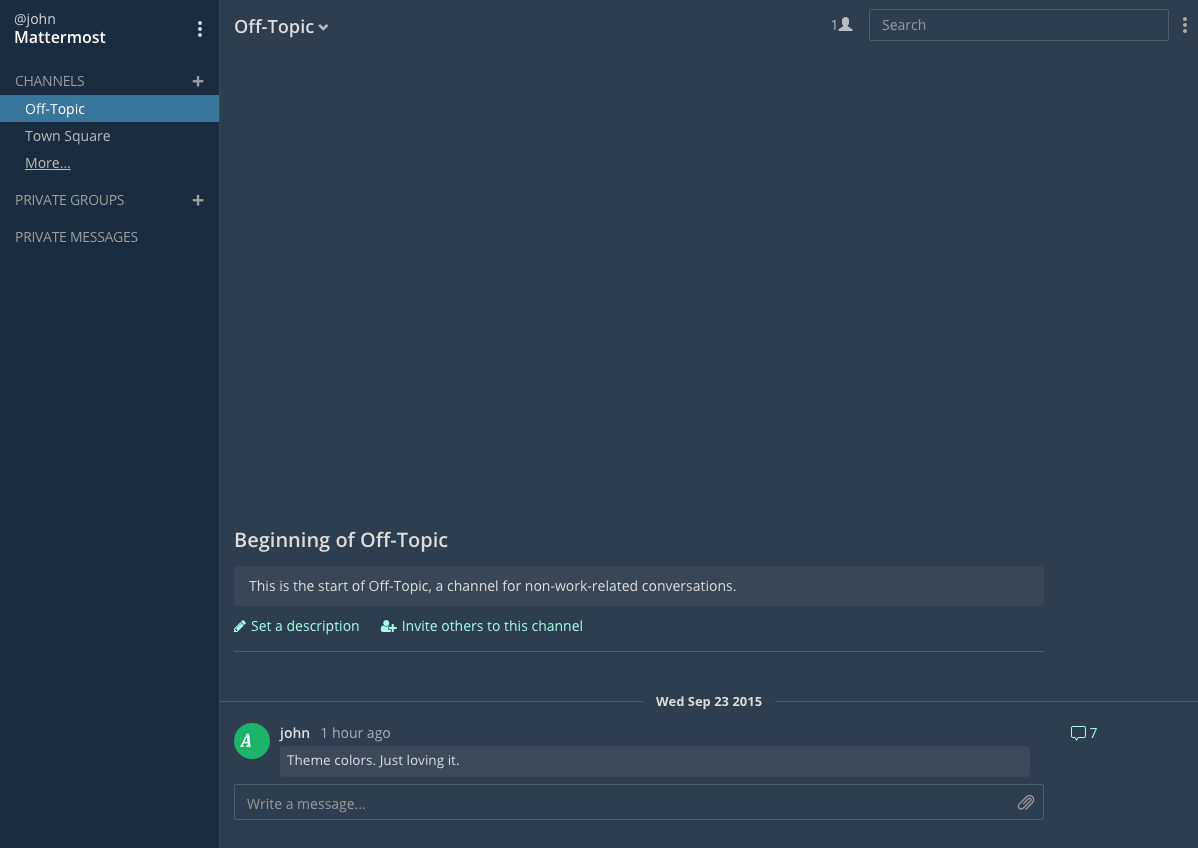 @john
Mattermost
CHANNELS
Off-Topic
Town Square
More...
PRIVATE GROUPS
PRIVATE MESSAGES
Off-Topic
1
Search
Beginning of Off-Topic
This is the start of Off-Topic, a channel for non-work-related conversations.
Set a description Invite others to this channel
Wed Sep 23 2015
A
john 1 hour ago 7
Theme colors. Just loving it.
Write a message...